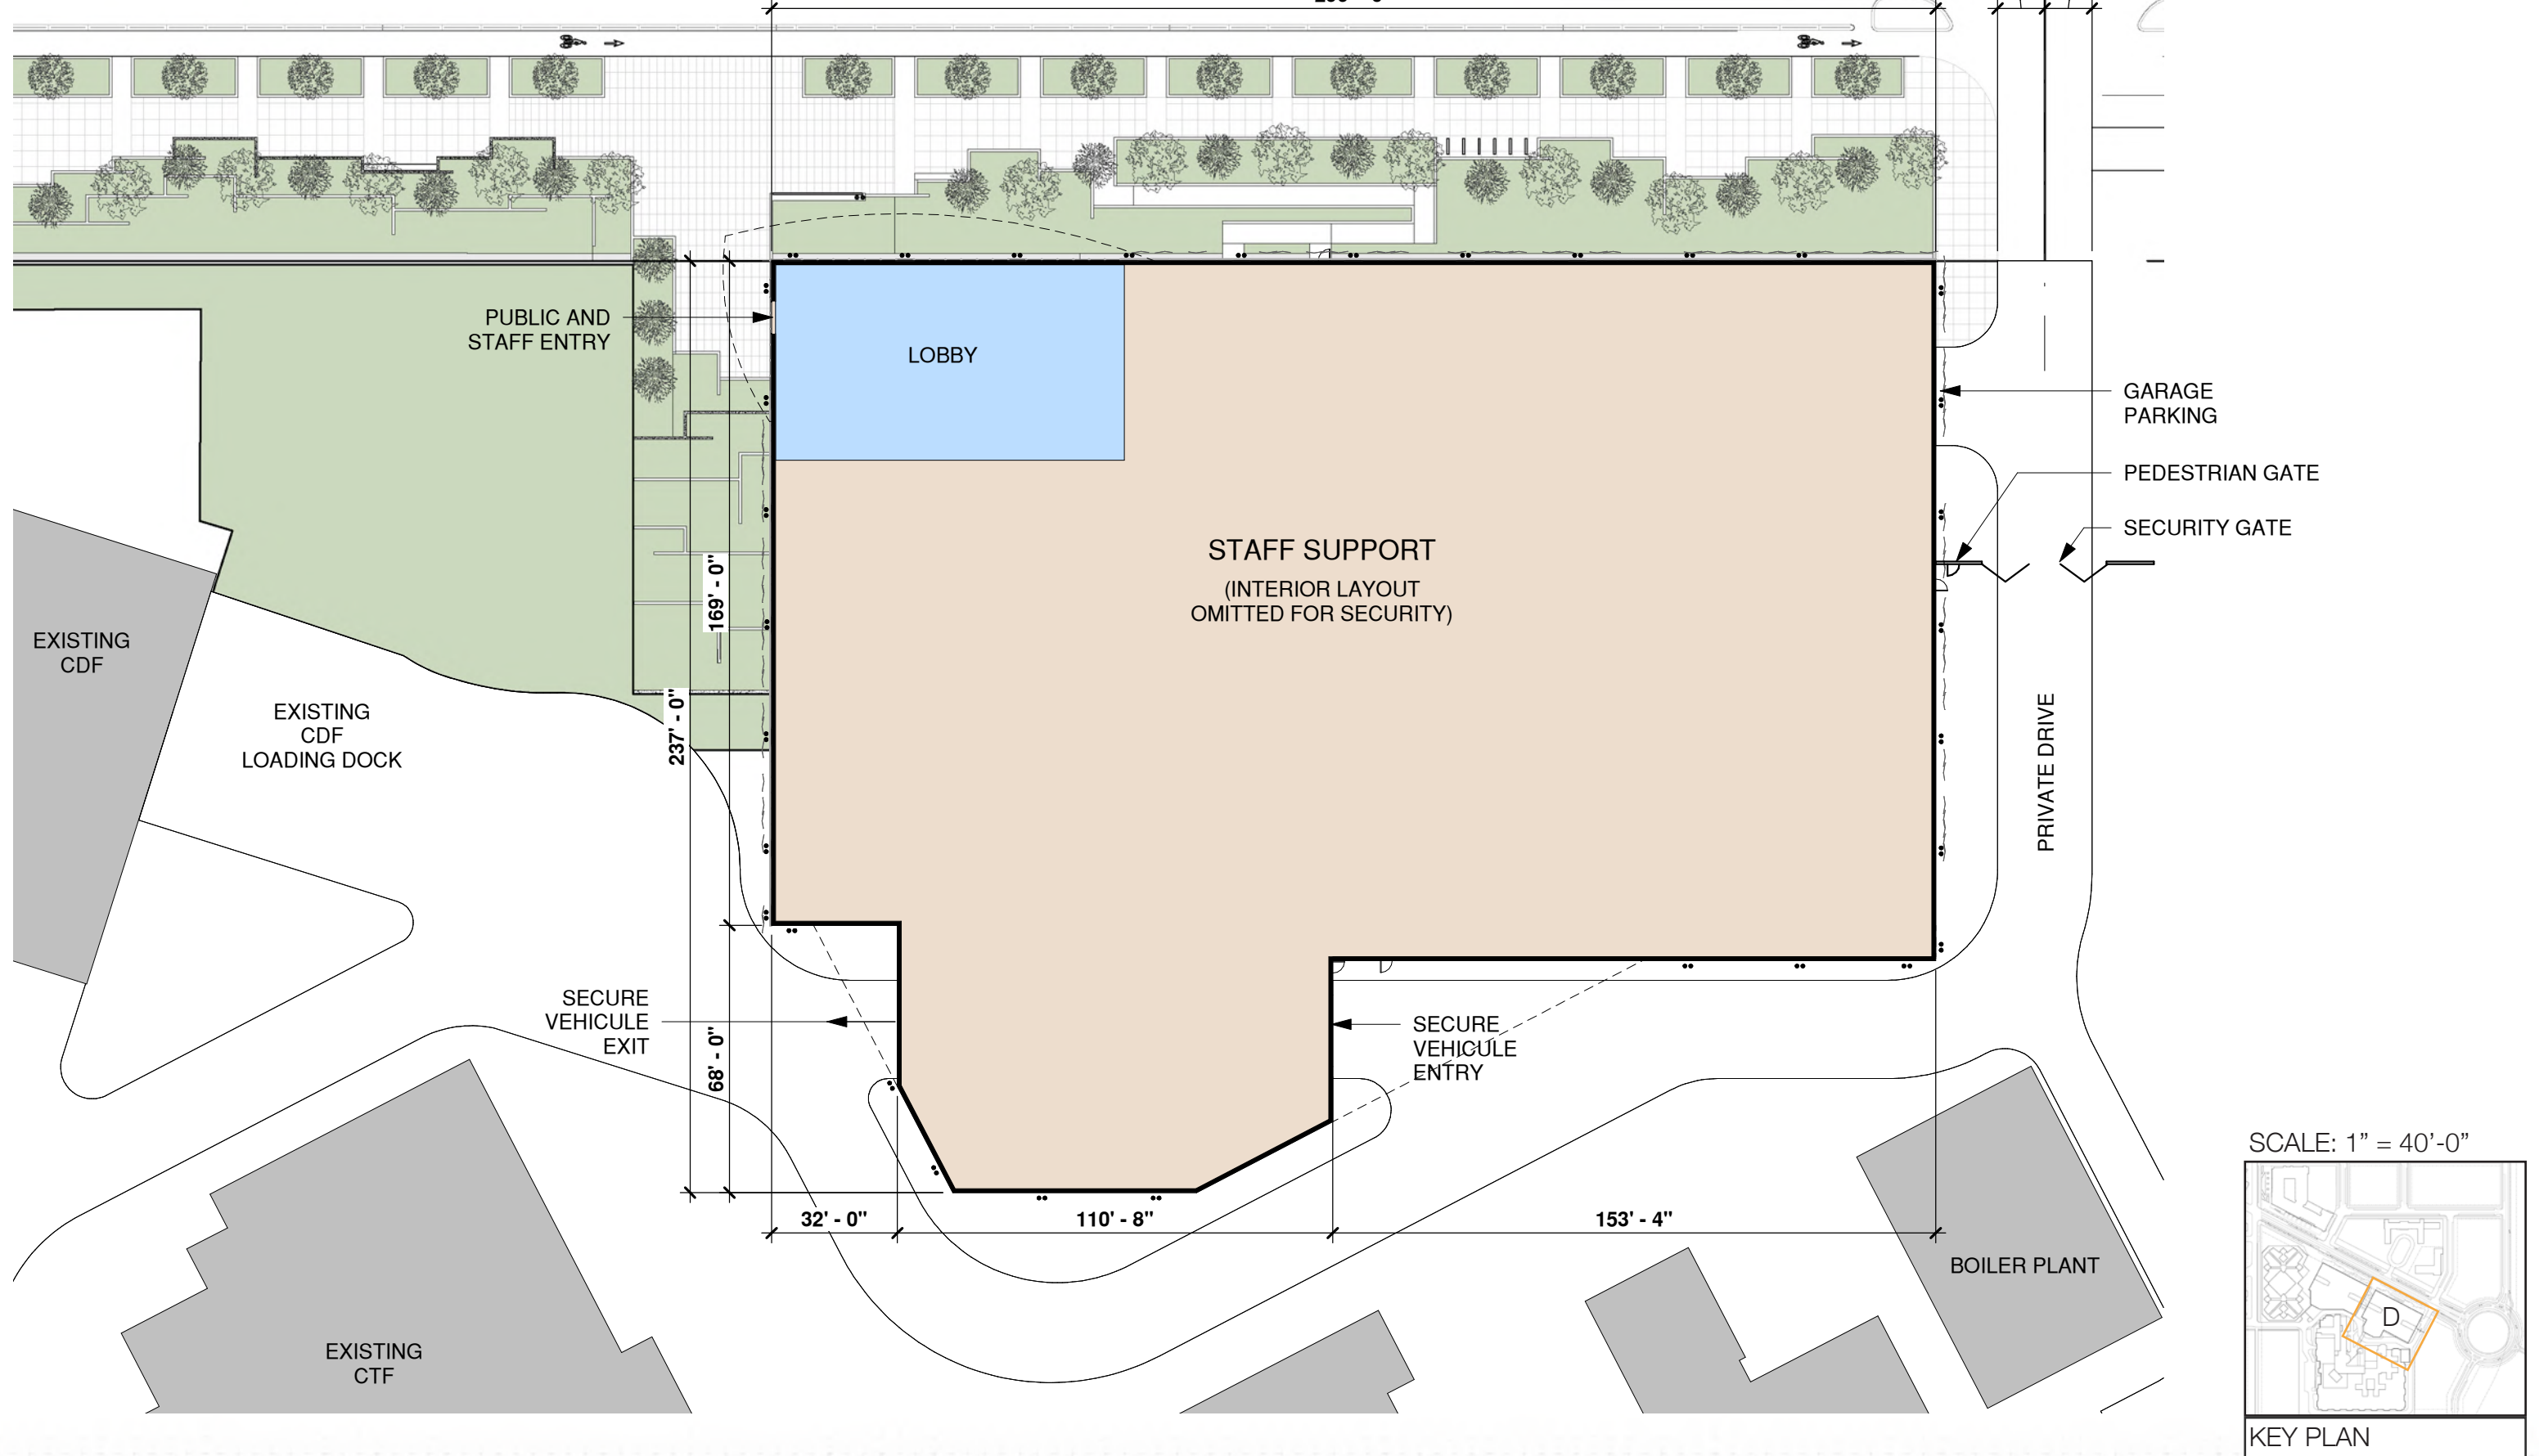 PUBLIC AND
STAFF ENTRY
LOBBY
GARAGE
PARKING
PEDESTRIAN GATE
SECURITY GATE
STAFF SUPPORT
(INTERIOR LAYOUT
OMITTED FOR SECURITY)
169' - 0"
237' - 0"
EXISTING
CDF
EXISTING
CDF
LOADING DOCK
PRIVATE DRIVE
SECURE
VEHICULE
EXIT
68' - 0"
SECURE
VEHICULE
ENTRY
32' - 0"
110' - 8"
153' - 4"
BOILER PLANT
EXISTING
CTF
SCALE: 1” = 40’-0”
D
KEY PLAN